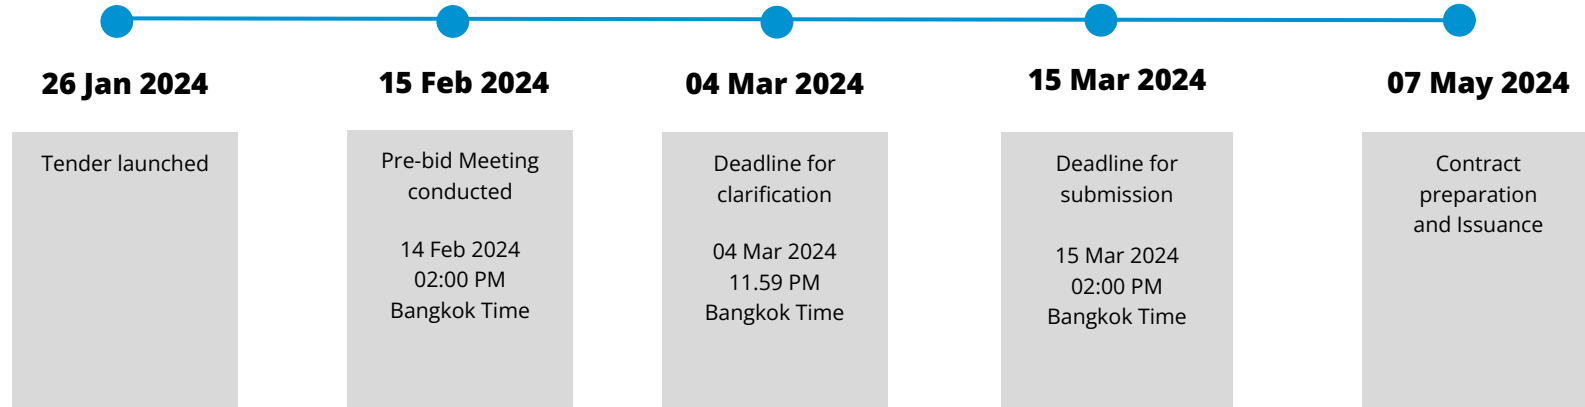 26 Jan 2024
Tender launched
15 Feb 2024
Pre-bid Meeting
conducted
14 Feb 2024
02:00 PM
Bangkok Time
04 Mar 2024
Deadline for
clarification
04 Mar 2024
11.59 PM
Bangkok Time
15 Mar 2024
Deadline for
submission
15 Mar 2024
02:00 PM
Bangkok Time
07 May 2024
Contract
preparation
and Issuance